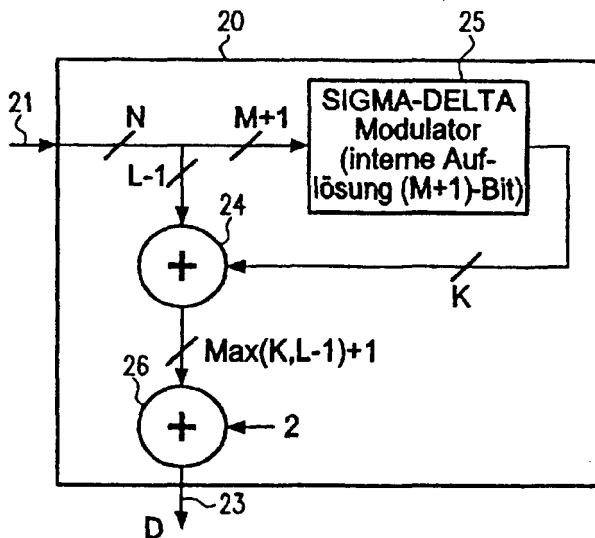 20
25
21
N
M+1
SIGMA-DELTA
Modulator
(interne Auf-
lösung (M+1)-Bit)
L-1
24
+
K
Max(K,L-1)+1
26
+
2
23
D